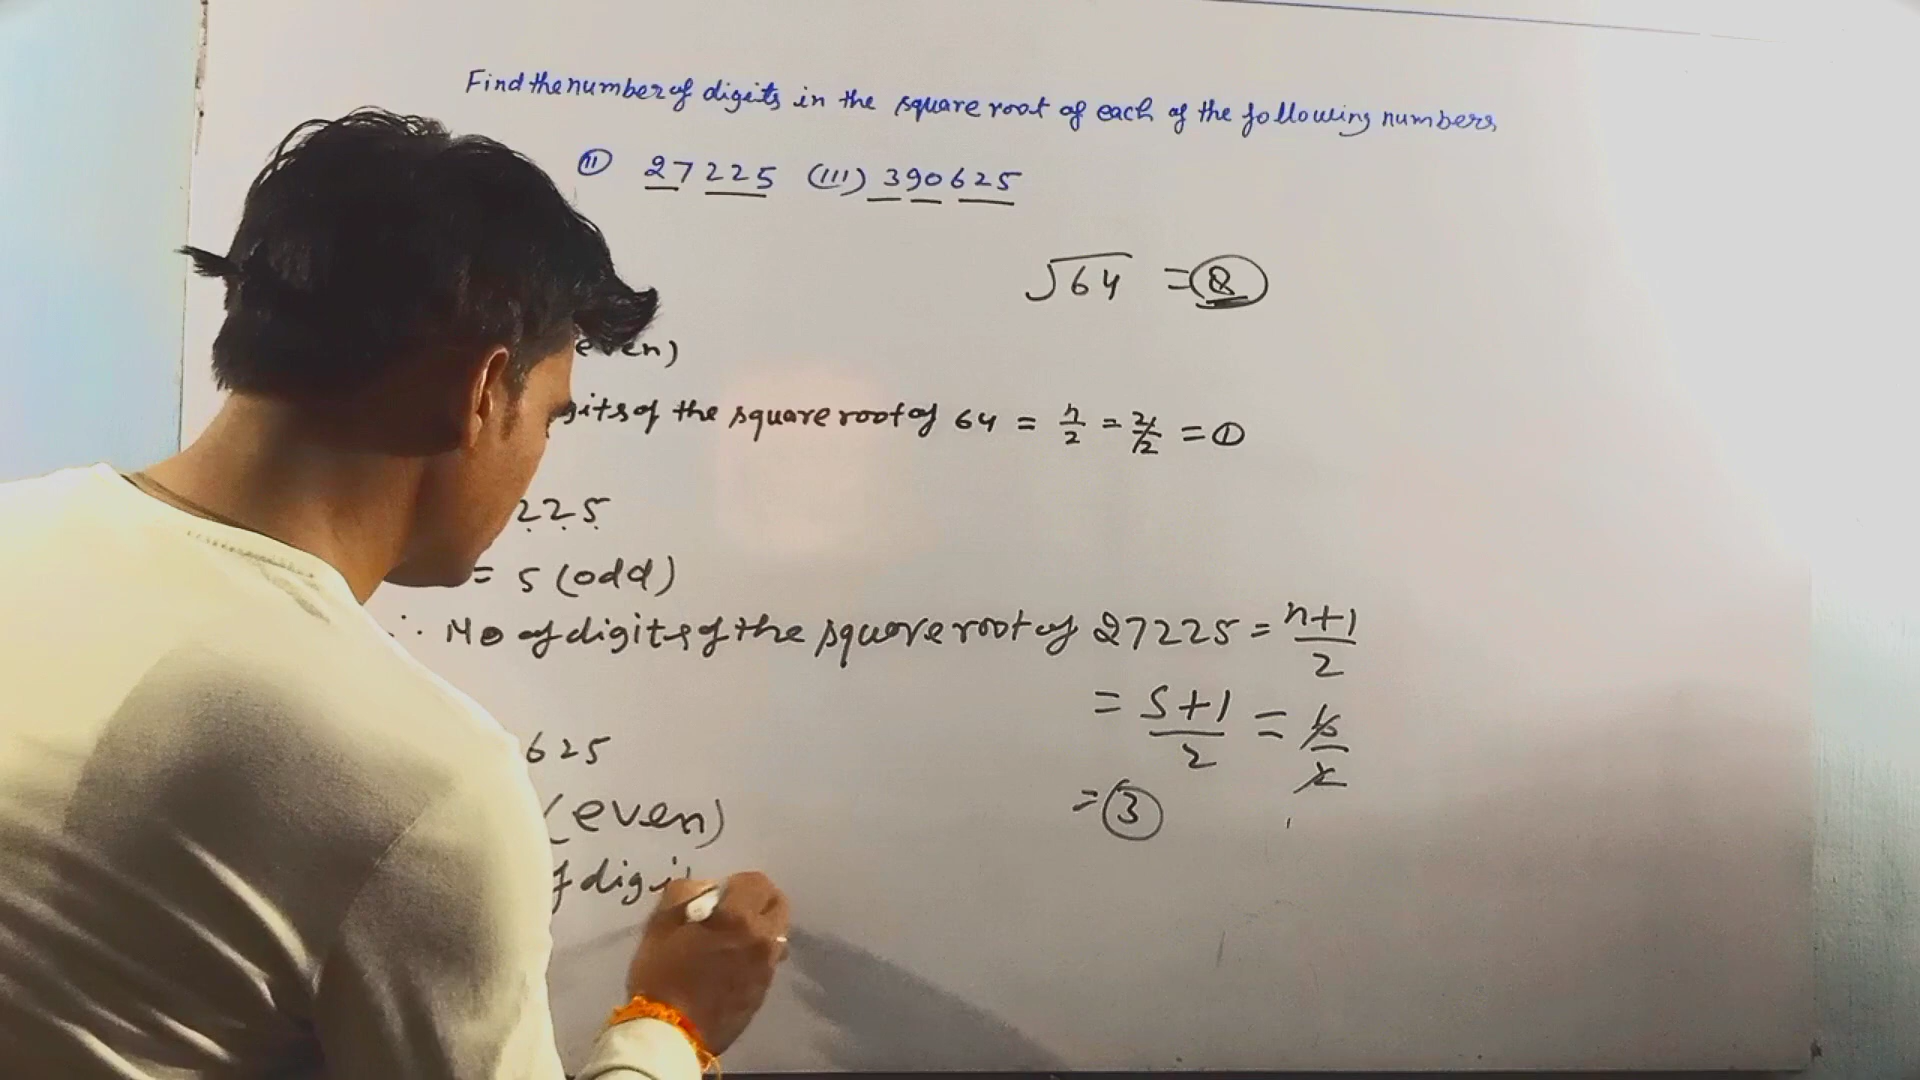 Find the number of digits in the square root of each of the following numbers
(ii) 27225 (iii) 390625
√64 = 8
even)
gits of the square root of 64 = n/2 = 2/2 = 1
225
= 5 (odd)
∴ No of digits of the square root of 27225 = n+1/2
= 5+1/2 = 6/2
625
= 3
(even)
f digit